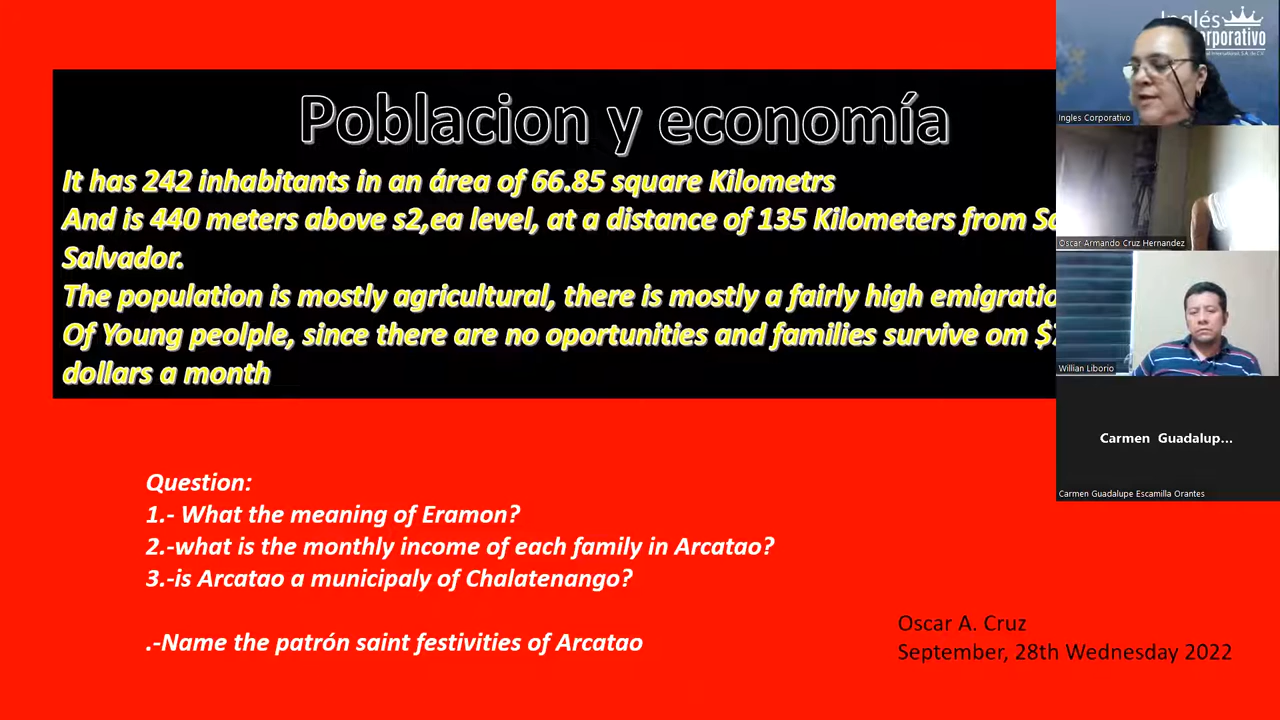 Poblacion y economía
It has 242 inhabitants in an área of 66.85 square Kilometrs
And is 440 meters above s2,ea level, at a distance of 135 Kilometers from
Salvador.
The population is mostly agricultural, there is mostly a fairly high
Of Young peolple, since there are no oportunities and families survive om
dollars a month
Question:
1.- What the meaning of Eramon?
2.-what is the monthly income of each family in Arcatao?
3.-is Arcatao a municipaly of Chalatenango?
.-Name the patrón saint festivities of Arcatao
Oscar A. Cruz
September, 28th Wednesday 2022
Inglés
Ingles Corporativo
Oscar Armando Cruz Hernandez
Willian Liborio
Carmen Guadalup...
Carmen Guadalupe Escamilla Orantes